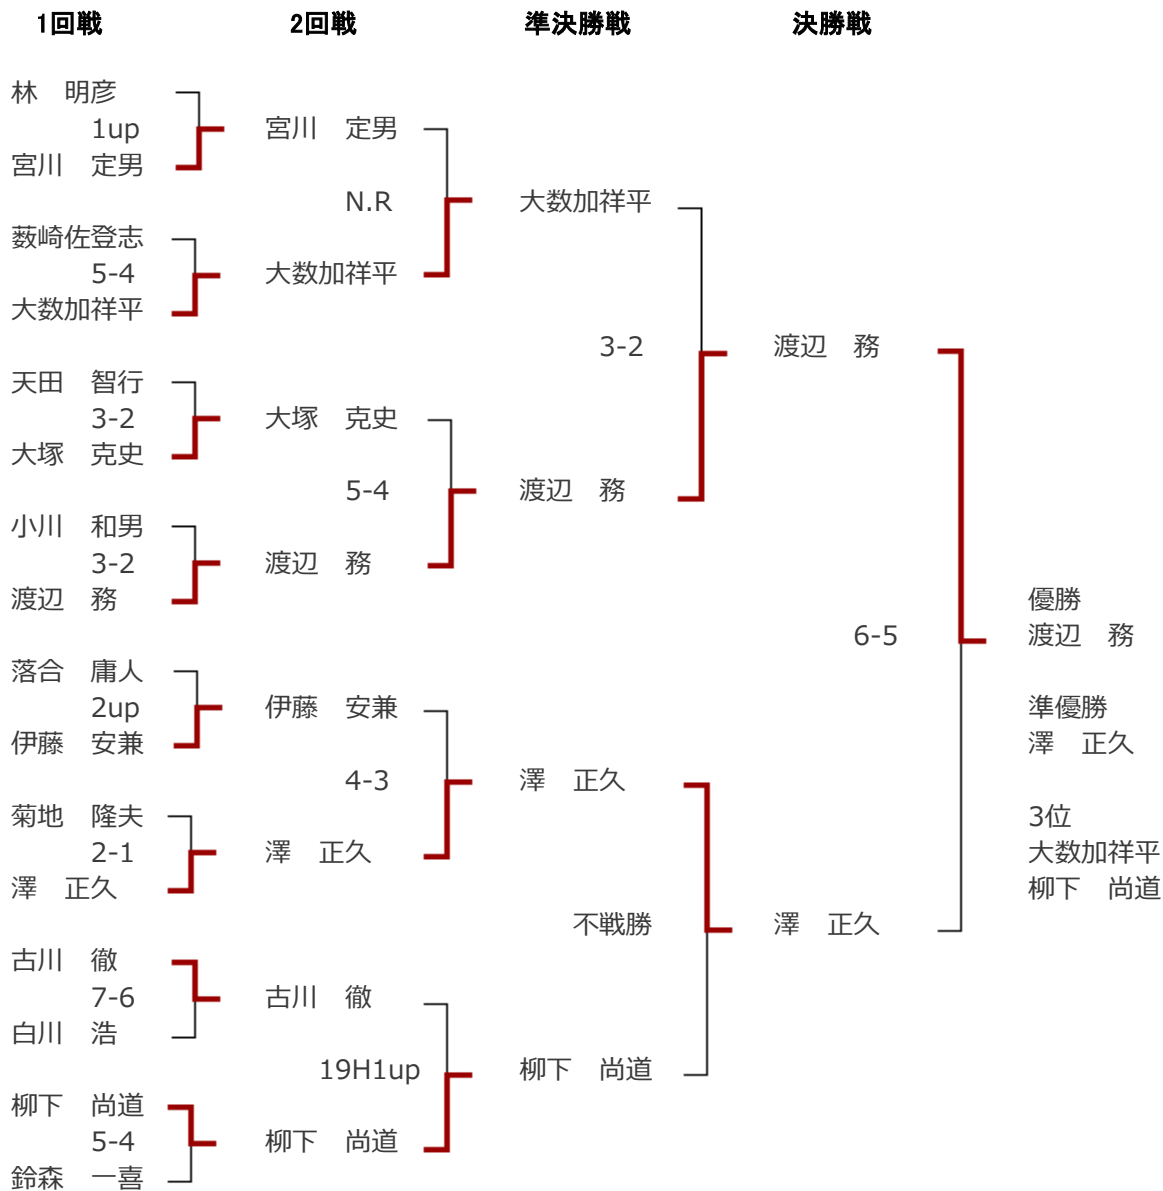 1回戦 2回戦 準決勝戦 決勝戦
林　明彦
1up 宮川　定男
宮川　定男
N.R 大数加祥平
薮崎佐登志
5-4 大数加祥平
大数加祥平
3-2 渡辺　務
天田　智行
3-2 大塚　克史
大塚　克史
5-4 渡辺　務
小川　和男
3-2 渡辺　務
渡辺　務
優勝
6-5 渡辺　務
落合　庸人
2up 伊藤　安兼
準優勝
伊藤　安兼
澤　正久
4-3 澤　正久
菊地　隆夫
3位
2-1 澤　正久
大数加祥平
澤　正久
柳下　尚道
不戦勝 澤　正久
古川　徹
7-6 古川　徹
白川　浩
19H1up 柳下　尚道
柳下　尚道
5-4 柳下　尚道
鈴森　一喜